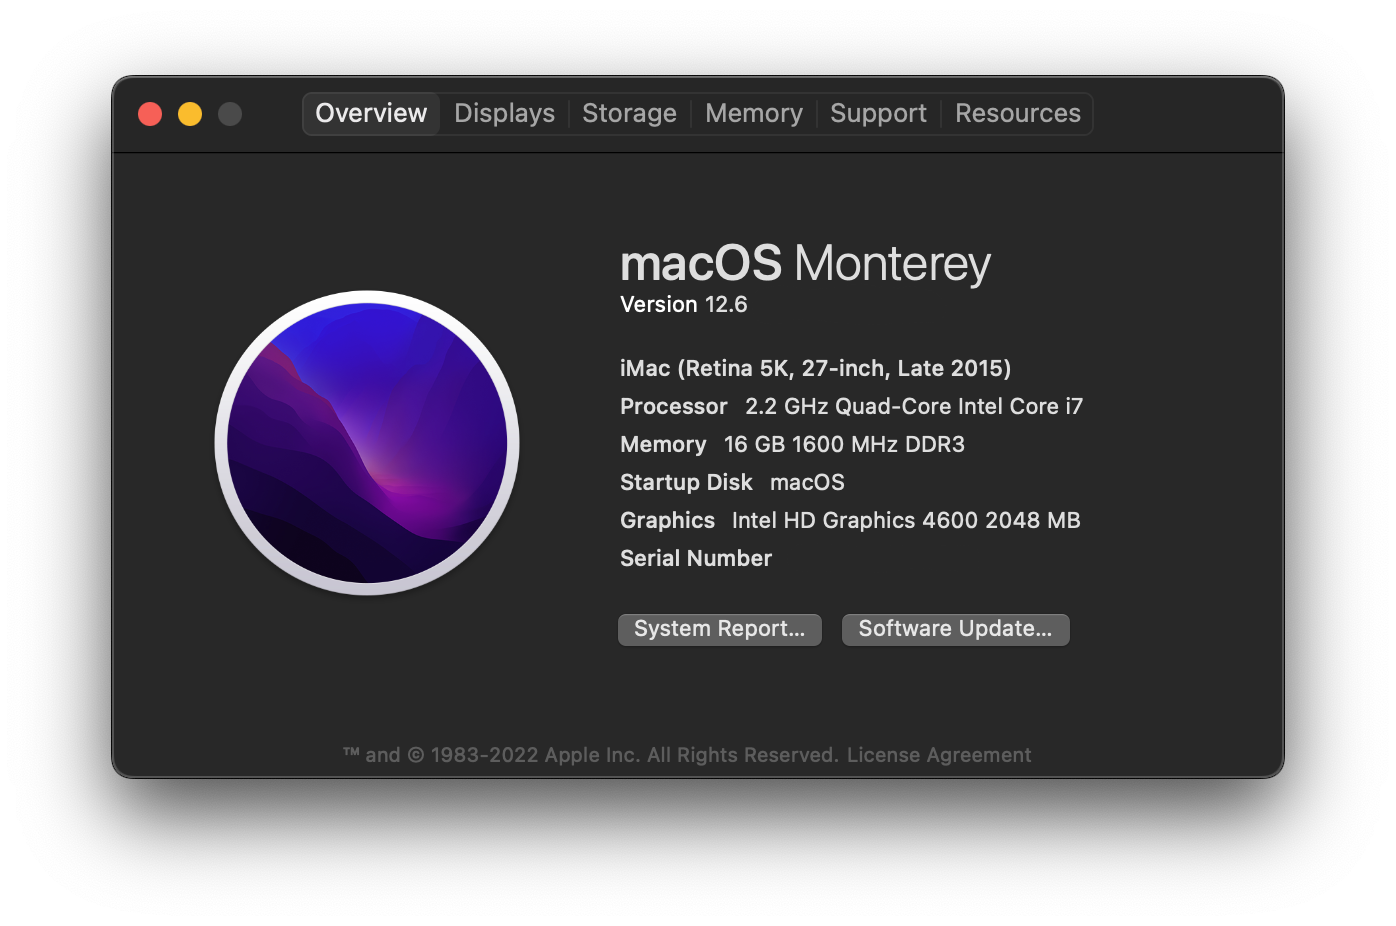 Overview Displays Storage Memory Support Resources
macOS Monterey
Version 12.6
iMac (Retina 5K, 27-inch, Late 2015)
Processor 2.2 GHz Quad-Core Intel Core i7
Memory 16 GB 1600 MHz DDR3
Startup Disk macOS
Graphics Intel HD Graphics 4600 2048 MB
Serial Number
System Report... Software Update...
™ and © 1983-2022 Apple Inc. All Rights Reserved. License Agreement